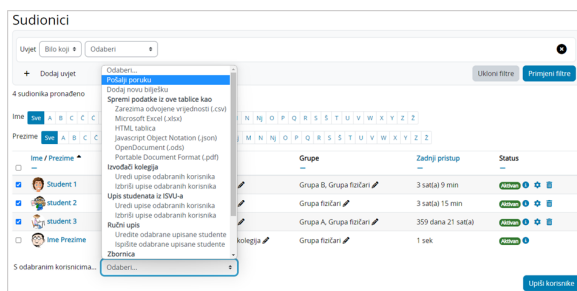 Sudionici
Uvjet Bilo koji Odaberi
+ Dodaj uvjet
Ukloni filtre Primjeni filtre
4 sudionika pronađeno
Odaberi...
Pošalji poruku
Dodaj novu bilješku
Spremi podatke iz ove tablice kao
Zarezima odvojene vrijednosti (.csv)
Microsoft Excel (.xlsx)
HTML tablica
Javascript Object Notation (.json)
OpenDocument (.ods)
Portable Document Format (.pdf)
Izvođači kolegija
Uredi upise odabranih korisnika
Izbriši upise odabranih korisnika
Upis studenata iz ISVU-a
Uredi upise odabranih korisnika
Izbriši upise odabranih korisnika
Ručni upis
Uredite odabrane upisane studente
Ispišite odabrane upisane studente
Zbornica
Ime Sve A B C Č Ć N Nj O P Q R S Š T U V W X Y Z Ž
Prezime Sve A B C Č M N Nj O P Q R S Š T U V W X Y Z Ž
Ime / Prezime Grupe Zadnji pristup Status
Student 1 Grupa B, Grupa fizičari 3 sat(a) 9 min Aktivan
student 2 Grupa fizičari 3 sat(a) 15 min Aktivan
student 3 Grupa A, Grupa fizičari 359 dana 21 sat(a) Aktivan
Ime Prezime kolegija Grupa fizičari 1 sek Aktivan
S odabranim korisnicima... Odaberi...
Upiši korisnike